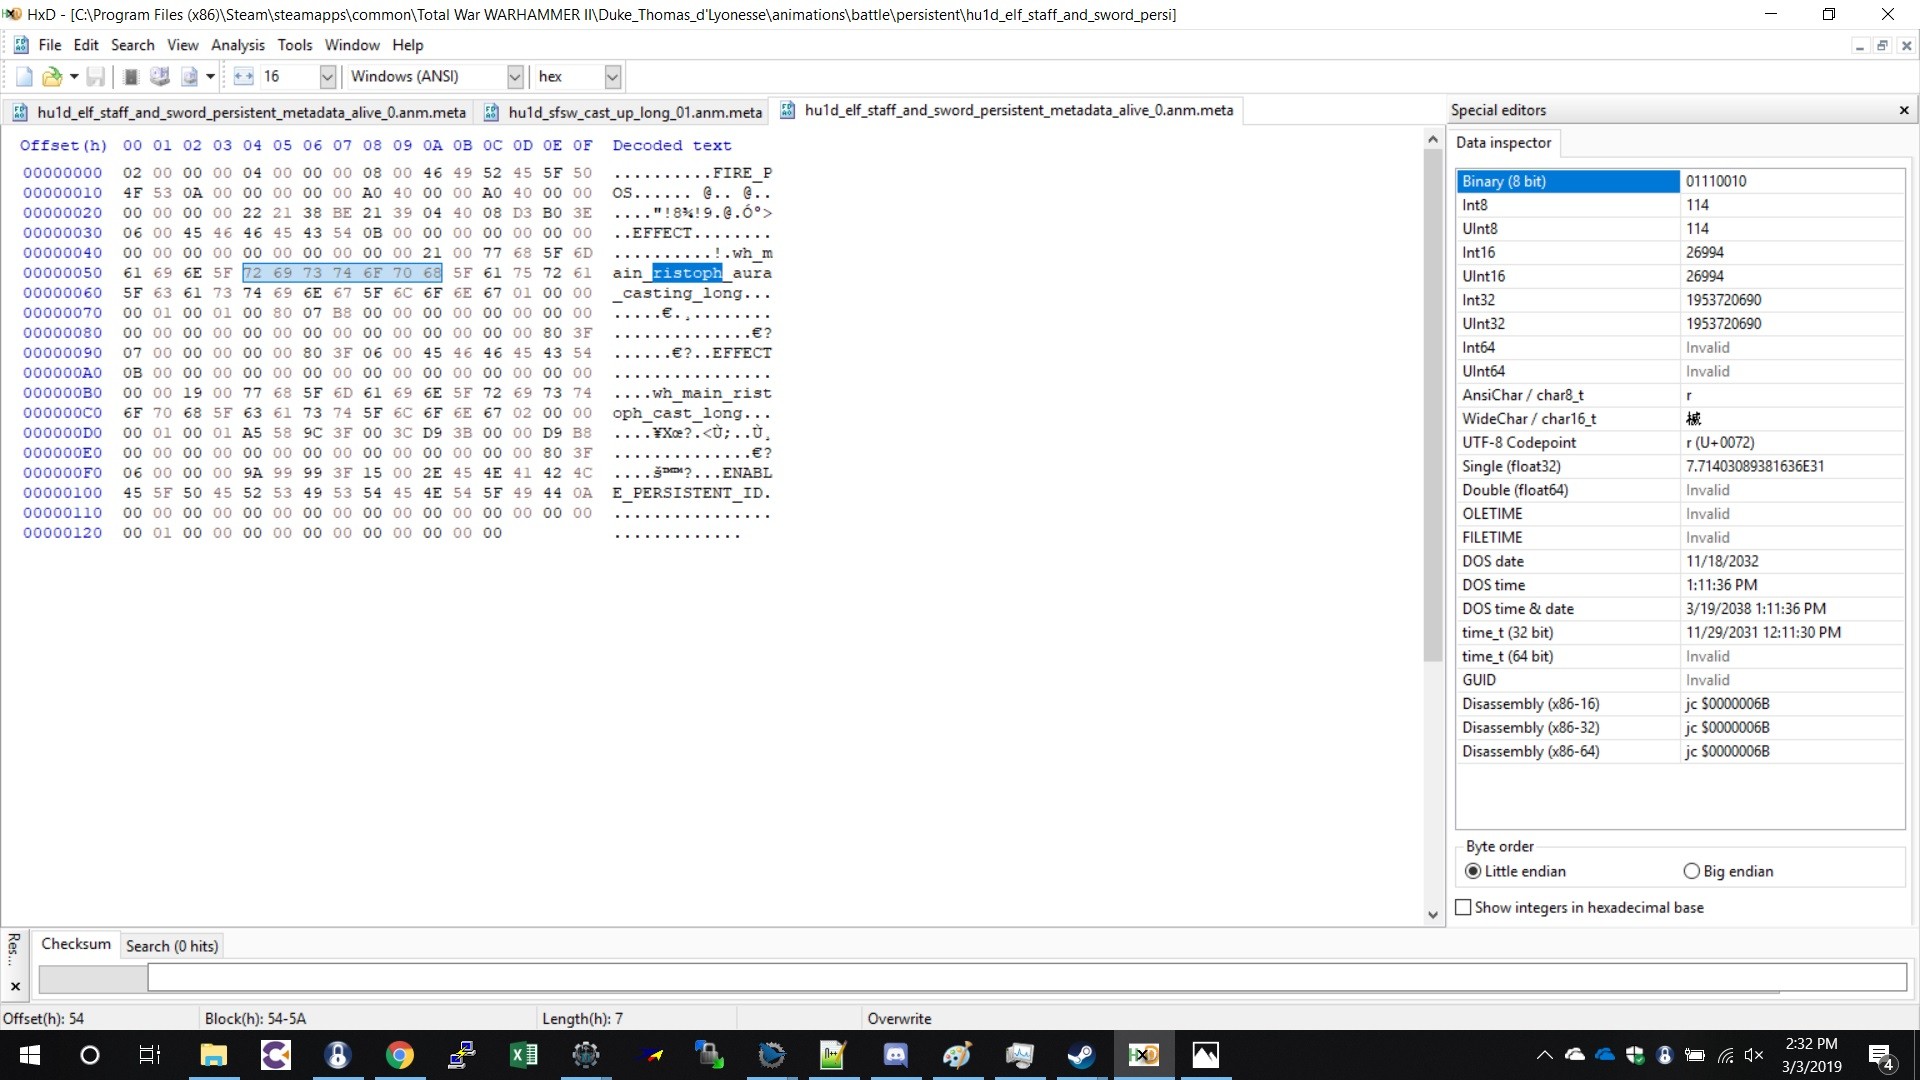 HxD - [C:\Program Files (x86)\Steam\steamapps\common\Total War WARHAMMER II\Duke_Thomas_d'Lyonesse\animations\battle\persistent\hu1d_elf_staff_and_sword_persi]
File Edit Search View Analysis Tools Window Help
16 Windows (ANSI) hex
hu1d_elf_staff_and_sword_persistent_metadata_alive_0.anm.meta hu1d_sfsw_cast_up_long_01.anm.meta hu1d_elf_staff_and_sword_persistent_metadata_alive_0.anm.meta
Offset(h) 00 01 02 03 04 05 06 07 08 09 0A 0B 0C 0D 0E 0F Decoded text
00000000 02 00 00 00 04 00 00 00 08 00 46 49 52 45 5F 50 ..........FIRE_P
00000010 4F 53 0A 00 00 00 00 00 A0 40 00 00 A0 40 00 00 OS...... @.. @..
00000020 00 00 00 00 22 21 38 BE 21 39 04 40 08 D3 B0 3E ...."!8¾!9.@.Ó°>
00000030 06 00 45 46 46 45 43 54 0B 00 00 00 00 00 00 00 ..EFFECT........
00000040 00 00 00 00 00 00 00 00 00 00 21 00 77 68 5F 6D ..........!.wh_m
00000050 61 69 6E 5F 72 69 73 74 6F 70 68 5F 61 75 72 61 ain_ristoph_aura
00000060 5F 63 61 73 74 69 6E 67 5F 6C 6F 6E 67 01 00 00 _casting_long...
00000070 00 01 00 01 00 80 07 B8 00 00 00 00 00 00 00 00 .....€.¸........
00000080 00 00 00 00 00 00 00 00 00 00 00 00 00 00 80 3F ..............€?
00000090 07 00 00 00 00 00 80 3F 06 00 45 46 46 45 43 54 ......€?..EFFECT
000000A0 0B 00 00 00 00 00 00 00 00 00 00 00 00 00 00 00 ................
000000B0 00 00 19 00 77 68 5F 6D 61 69 6E 5F 72 69 73 74 ....wh_main_rist
000000C0 6F 70 68 5F 63 61 73 74 5F 6C 6F 6E 67 02 00 00 oph_cast_long...
000000D0 00 01 00 01 A5 58 9C 3F 00 3C D9 3B 00 00 D9 B8 ....¥Xœ?.<Ù;..Ù¸
000000E0 00 00 00 00 00 00 00 00 00 00 00 00 00 00 80 3F ..............€?
000000F0 06 00 00 00 9A 99 99 3F 15 00 2E 45 4E 41 42 4C ....š™™?...ENABL
00000100 45 5F 50 45 52 53 49 53 54 45 4E 54 5F 49 44 0A E_PERSISTENT_ID.
00000110 00 00 00 00 00 00 00 00 00 00 00 00 00 00 00 00 ................
00000120 00 01 00 00 00 00 00 00 00 00 00 00 00 .............
Special editors
Data inspector
Binary (8 bit) 01110010
Int8 114
UInt8 114
Int16 26994
UInt16 26994
Int32 1953720690
UInt32 1953720690
Int64 Invalid
UInt64 Invalid
AnsiChar / char8_t r
WideChar / char16_t
UTF-8 Codepoint r (U+0072)
Single (float32) 7.71403089381636E31
Double (float64) Invalid
OLETIME Invalid
FILETIME Invalid
DOS date 11/18/2032
DOS time 1:11:36 PM
DOS time & date 3/19/2038 1:11:36 PM
time_t (32 bit) 11/29/2031 12:11:30 PM
time_t (64 bit) Invalid
GUID Invalid
Disassembly (x86-16) jc $0000006B
Disassembly (x86-32) jc $0000006B
Disassembly (x86-64) jc $0000006B
Byte order
Little endian Big endian
Show integers in hexadecimal base
Res...
Checksum Search (0 hits)
Offset(h): 54 Block(h): 54-5A Length(h): 7 Overwrite
2:32 PM
3/3/2019
4